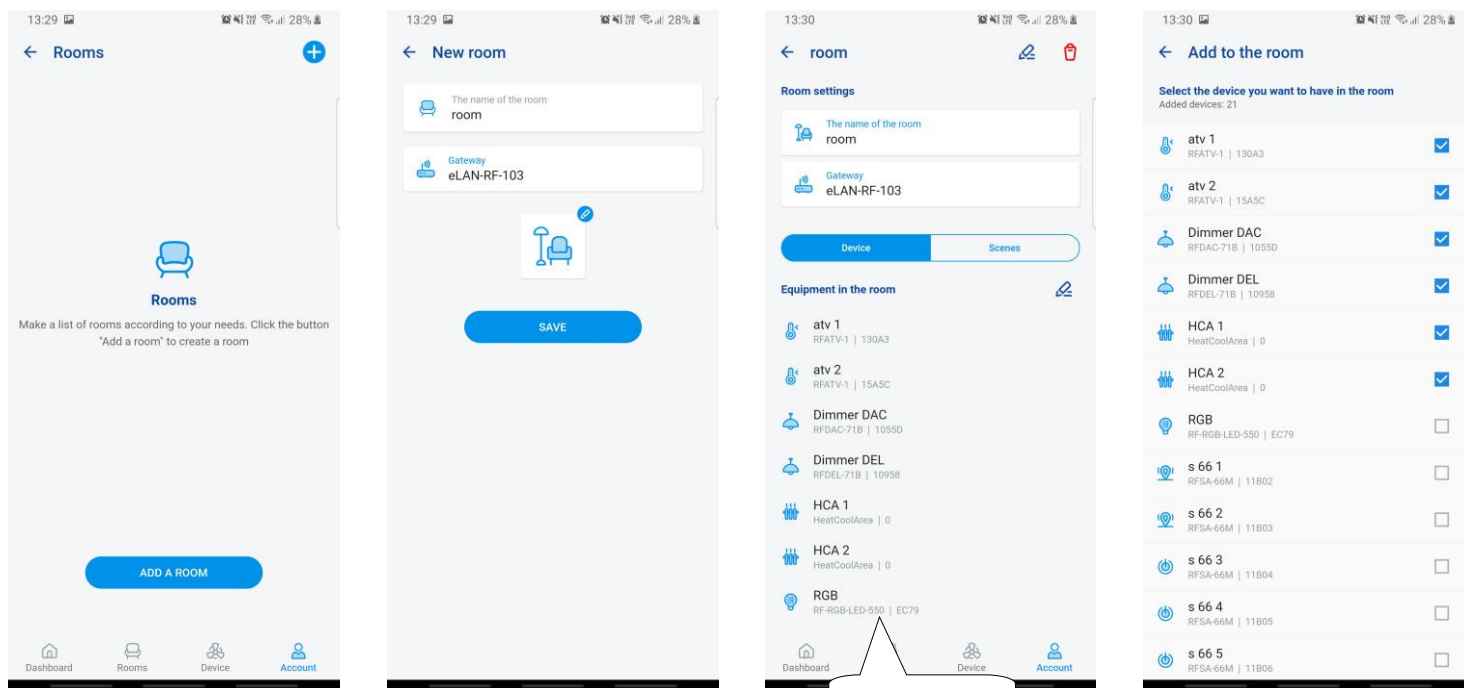 13:29 28%
Rooms
Rooms
Make a list of rooms according to your needs. Click the button
"Add a room" to create a room
ADD A ROOM
Dashboard Rooms Device Account
13:29 28%
New room
The name of the room
room
Gateway
eLAN-RF-103
SAVE
13:30 28%
room
Room settings
The name of the room
room
Gateway
eLAN-RF-103
Device Scenes
Equipment in the room
atv 1
RFATV-1 | 130A3
atv 2
RFATV-1 | 15A5C
Dimmer DAC
RFDAC-71B | 1055D
Dimmer DEL
RFDEL-71B | 10958
HCA 1
HeatCoolArea | 0
HCA 2
HeatCoolArea | 0
RGB
RF-RGB-LED-550 | EC79
Dashboard Device Account
13:30 28%
Add to the room
Select the device you want to have in the room
Added devices: 21
atv 1
RFATV-1 | 130A3
atv 2
RFATV-1 | 15A5C
Dimmer DAC
RFDAC-71B | 1055D
Dimmer DEL
RFDEL-71B | 10958
HCA 1
HeatCoolArea | 0
HCA 2
HeatCoolArea | 0
RGB
RF-RGB-LED-550 | EC79
s 66 1
RFSA-66M | 11B02
s 66 2
RFSA-66M | 11B03
s 66 3
RFSA-66M | 11B04
s 66 4
RFSA-66M | 11B05
s 66 5
RFSA-66M | 11B06